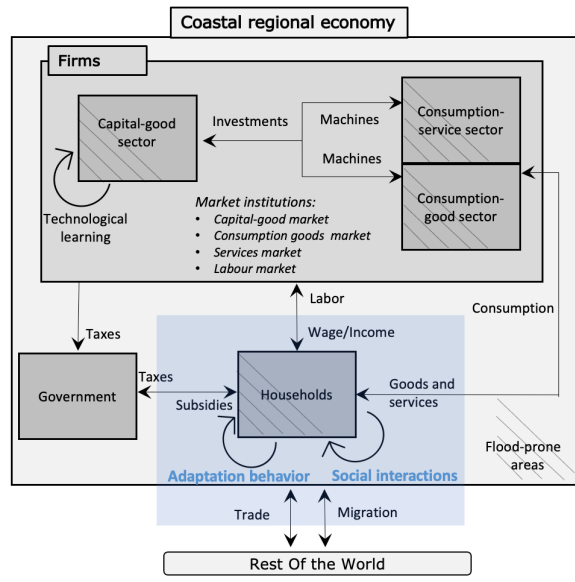 Coastal regional economy
Firms
Capital-good
sector
Investments
Machines
Machines
Consumption-
service sector
Consumption-
good sector
Technological
learning
Market institutions:
• Capital-good market
• Consumption goods market
• Services market
• Labour market
Labor
Wage/Income
Consumption
Taxes
Government
Taxes
Subsidies
Households
Goods and
services
Adaptation behavior
Social interactions
Flood-prone
areas
Trade
Migration
Rest Of the World